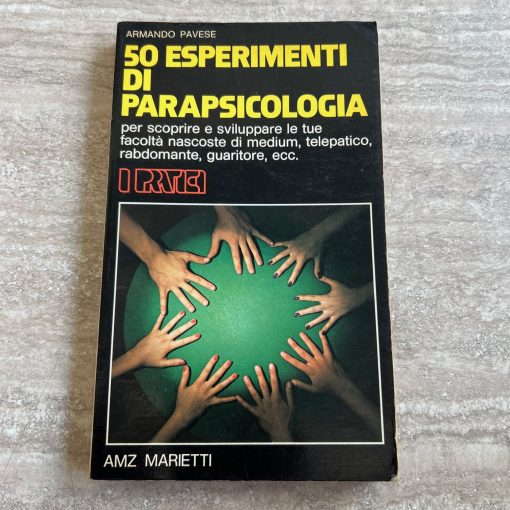 ARMANDO PAVESE
50 ESPERIMENTI
DI
PARAPSICOLOGIA
per scoprire e sviluppare le tue
facoltà nascoste di medium, telepatico,
rabdomante, guaritore, ecc.
I PRATICI
AMZ MARIETTI